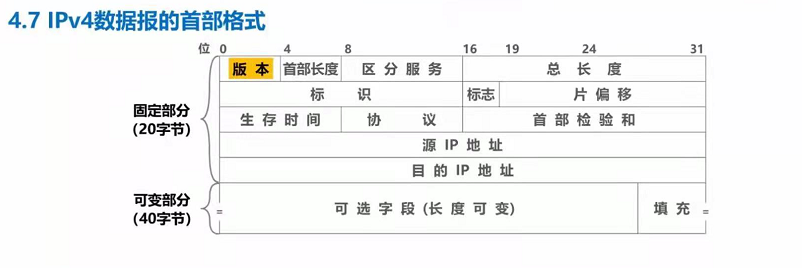 4.7 IPv4数据报的首部格式
位 0 4 8 16 19 24 31
版本 首部长度 区分服务 总长度
标识 标志 片偏移
固定部分
(20字节)
生存时间 协议 首部检验和
源 IP 地址
目的 IP 地址
可变部分
(40字节)
可选字段 (长度可变) 填充